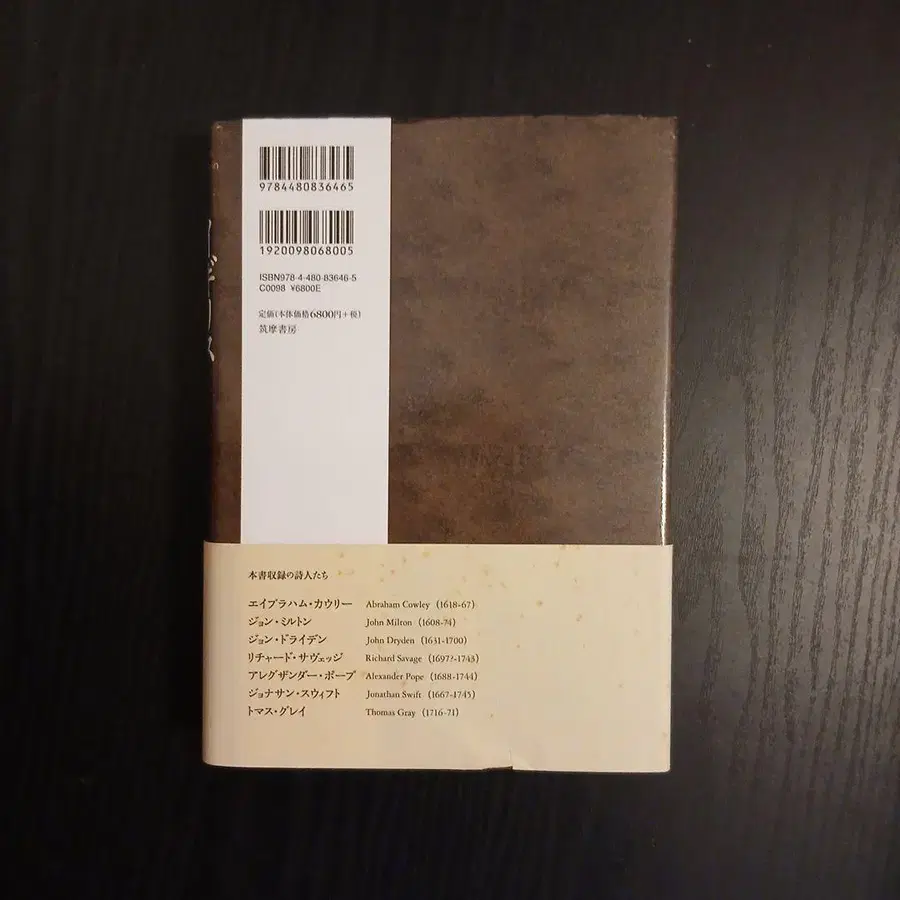 9784480836465
1920098068005
ISBN978-4-480-83646-5
C0098 ¥6800E
定価(本体価格6800円+税)
筑摩書房
本書収録の詩人たち
エイブラハム・カウリー Abraham Cowley (1618-67)
ジョン・ミルトン John Milton (1608-74)
ジョン・ドライデン John Dryden (1631-1700)
リチャード・サヴェッジ Richard Savage (1697?-1743)
アレグザンダー・ポープ Alexander Pope (1688-1744)
ジョナサン・スウィフト Jonathan Swift (1667-1745)
トマス・グレイ Thomas Gray (1716-71)